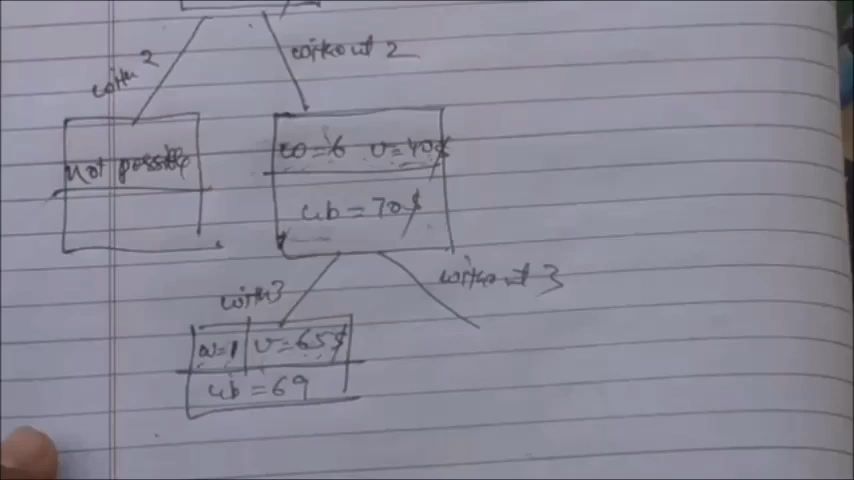 with 2
without 2
Not possible
w=6 v=40$
ub=70$
with 3
without 3
w=1 v=65$
ub=69